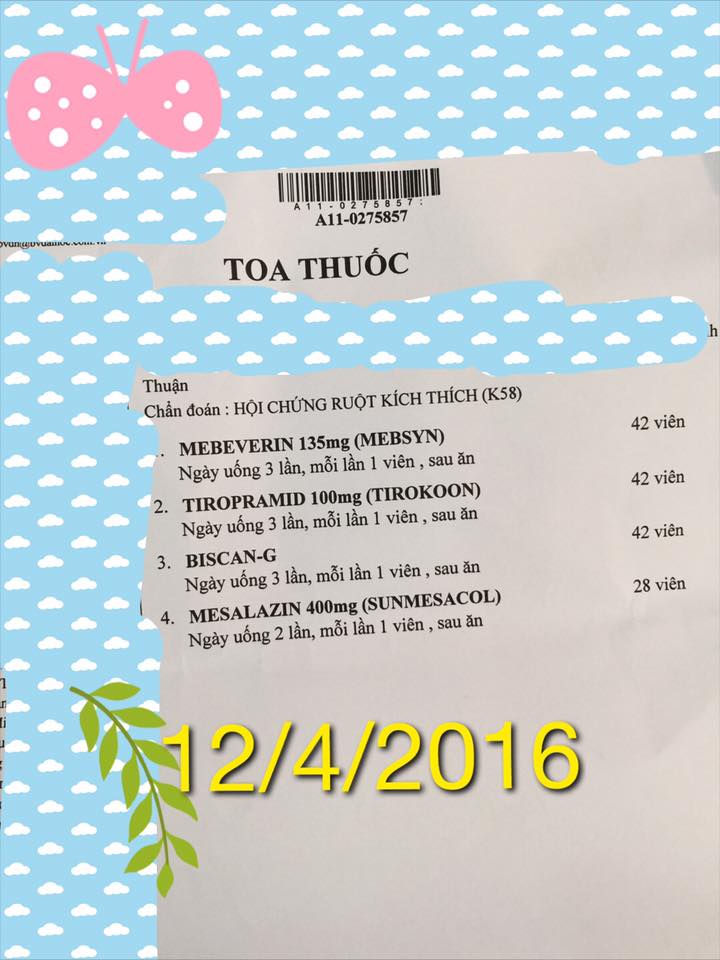 A11-0275857
A11-0275857
TOA THUỐC
Thuận
Chẩn đoán : HỘI CHỨNG RUỘT KÍCH THÍCH (K58)
. MEBEVERIN 135mg (MEBSYN) 42 viên
Ngày uống 3 lần, mỗi lần 1 viên , sau ăn
2. TIROPRAMID 100mg (TIROKOON) 42 viên
Ngày uống 3 lần, mỗi lần 1 viên , sau ăn
3. BISCAN-G 42 viên
Ngày uống 3 lần, mỗi lần 1 viên , sau ăn
4. MESALAZIN 400mg (SUNMESACOL) 28 viên
Ngày uống 2 lần, mỗi lần 1 viên , sau ăn
12/4/2016